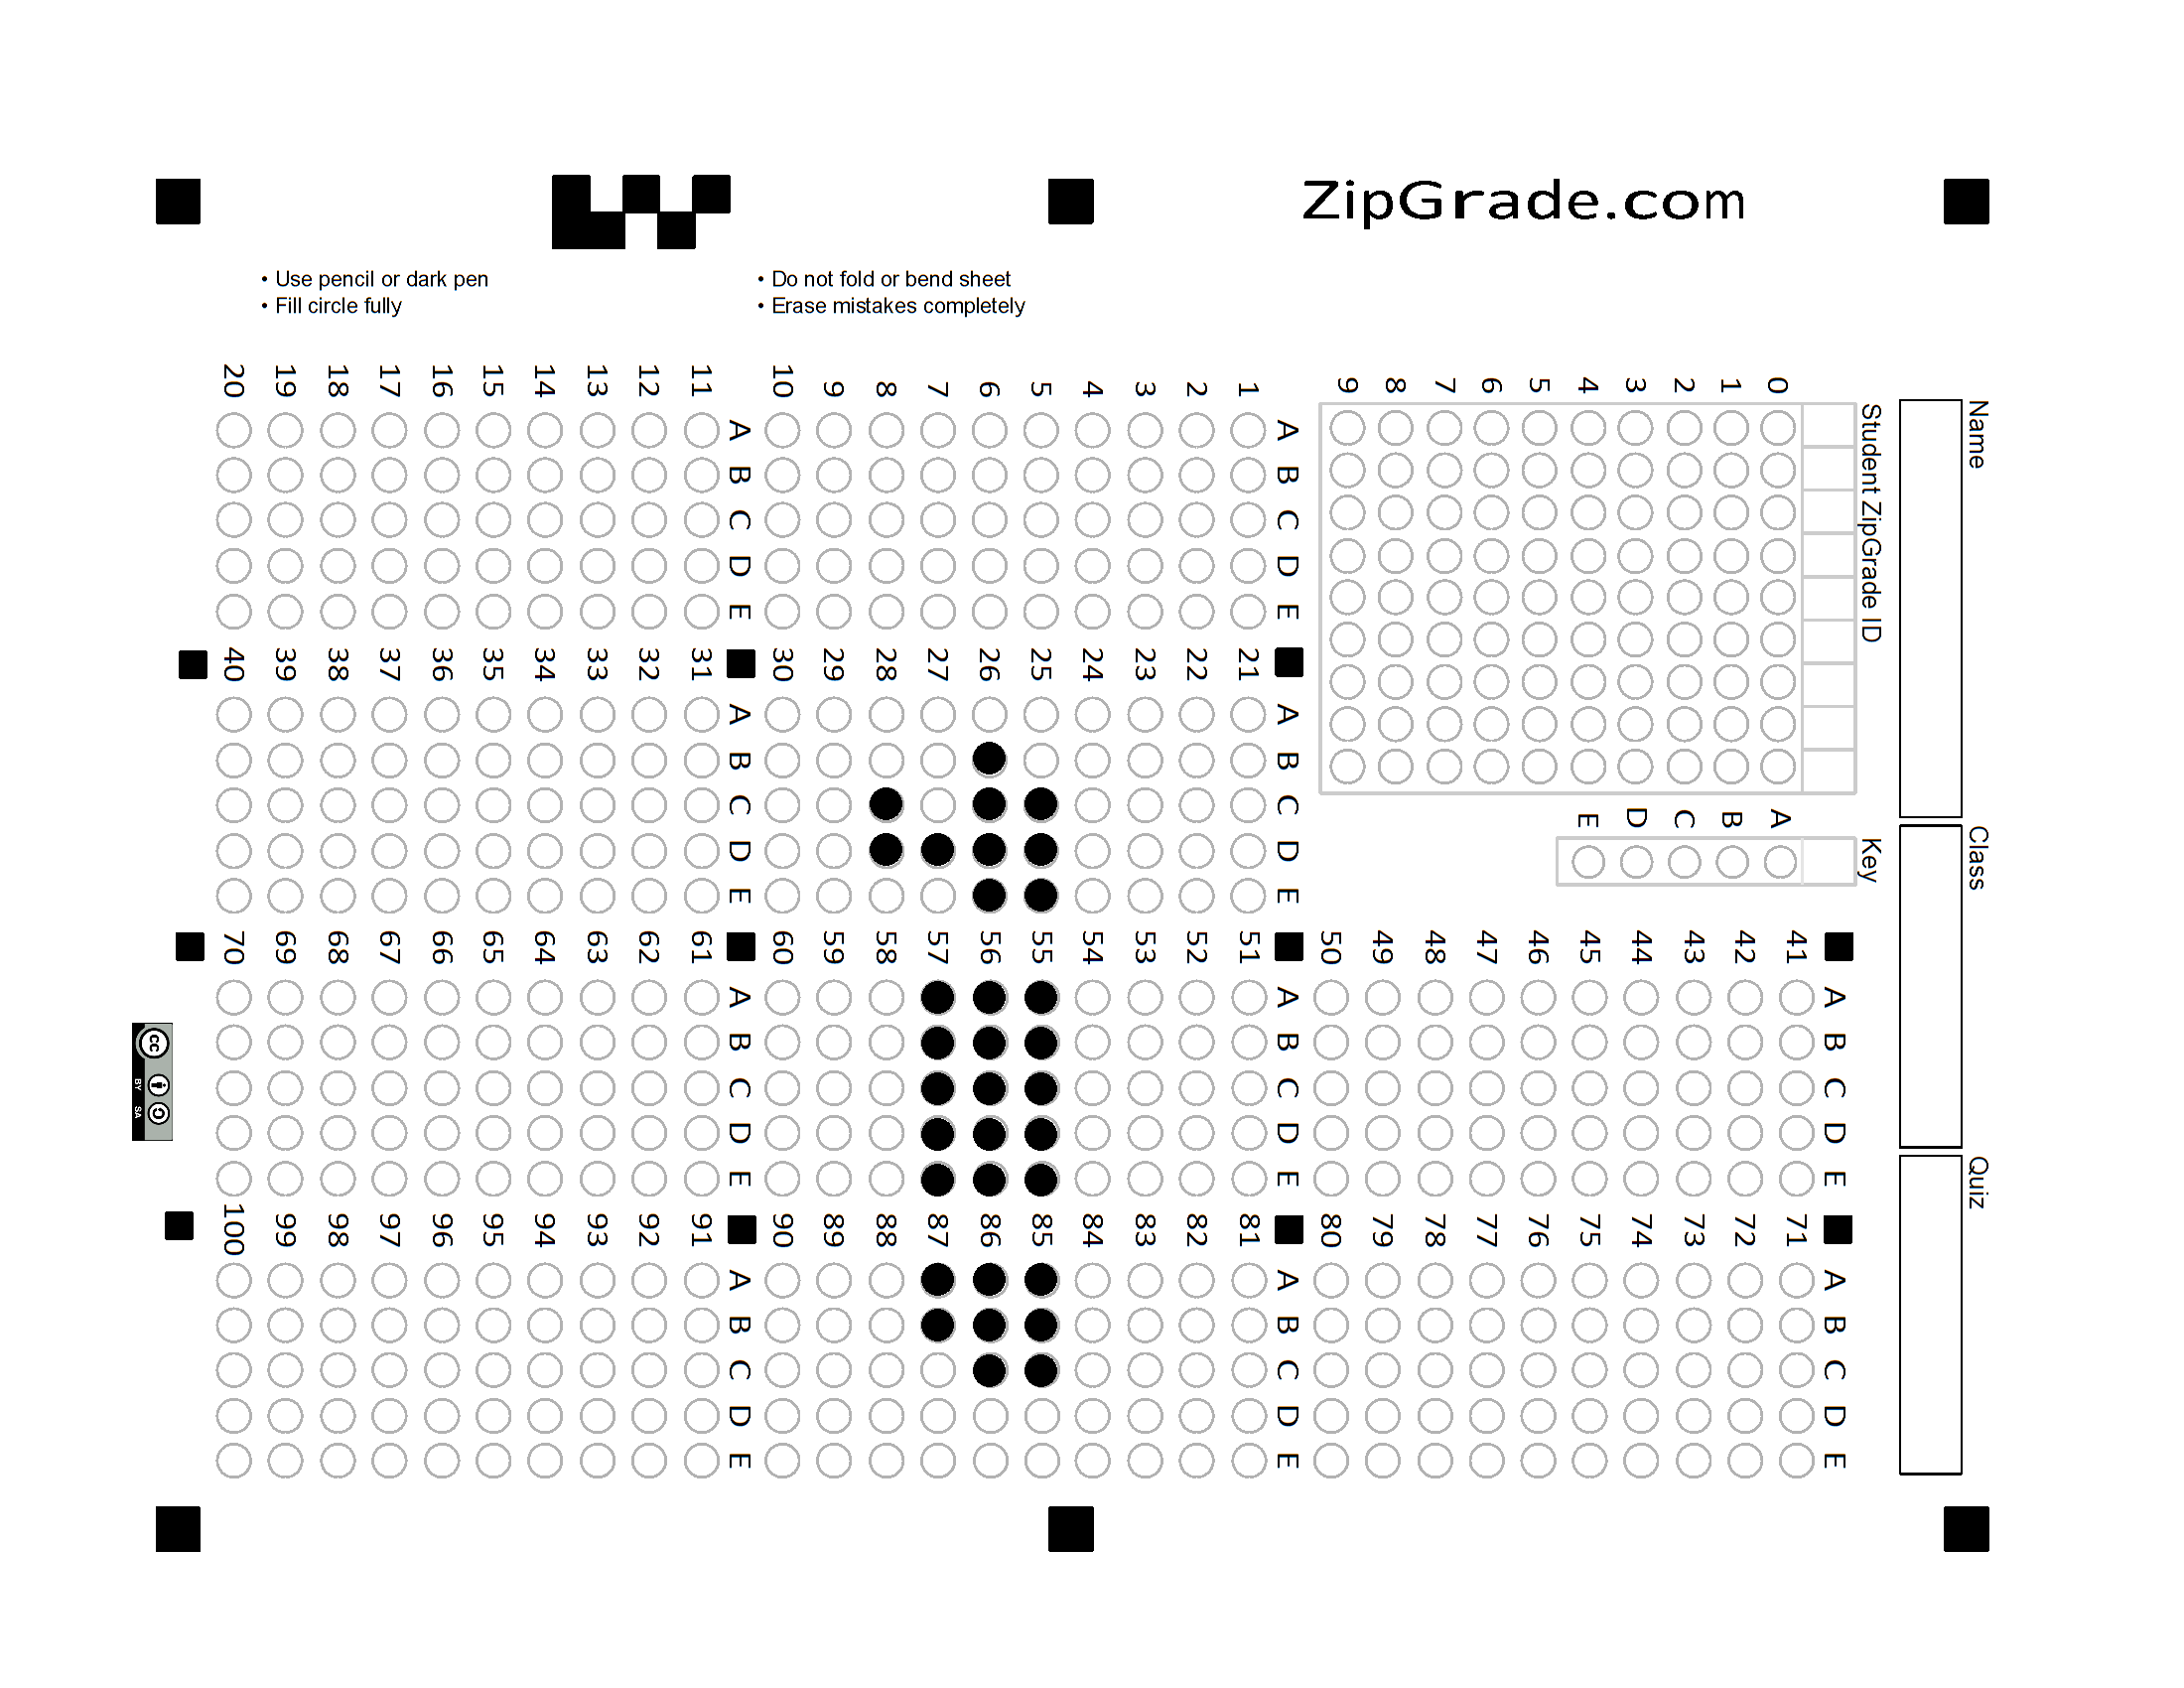 ZipGrade.com
• Use pencil or dark pen
• Fill circle fully
• Do not fold or bend sheet
• Erase mistakes completely
Name
Class
Quiz
Student ZipGrade ID
0 1 2 3 4 5 6 7 8 9
Key
A B C D E
1 2 3 4 5 6 7 8 9 10
A B C D E
11 12 13 14 15 16 17 18 19 20
A B C D E
21 22 23 24 25 26 27 28 29 30
A B C D E
31 32 33 34 35 36 37 38 39 40
A B C D E
41 42 43 44 45 46 47 48 49 50
A B C D E
51 52 53 54 55 56 57 58 59 60
A B C D E
61 62 63 64 65 66 67 68 69 70
A B C D E
71 72 73 74 75 76 77 78 79 80
A B C D E
81 82 83 84 85 86 87 88 89 90
A B C D E
91 92 93 94 95 96 97 98 99 100
A B C D E
cc
BY SA